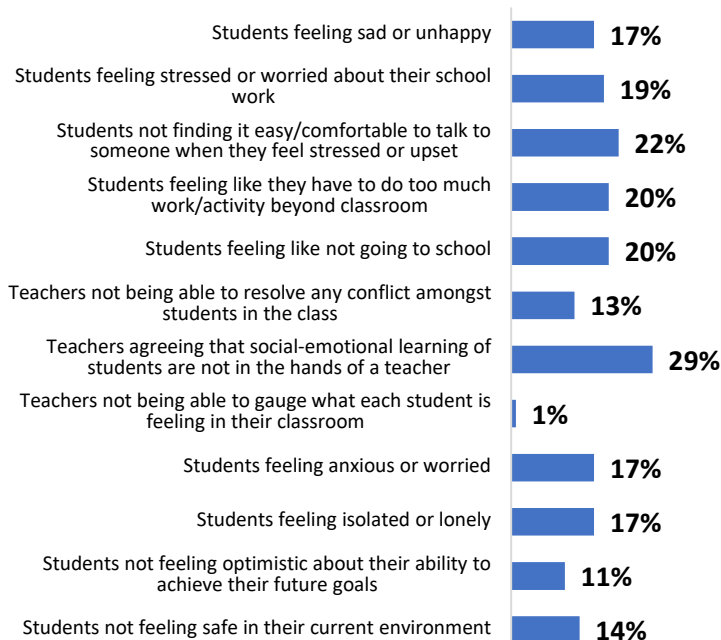 Students feeling sad or unhappy 17%
Students feeling stressed or worried about their school
work 19%
Students not finding it easy/comfortable to talk to
someone when they feel stressed or upset 22%
Students feeling like they have to do too much
work/activity beyond classroom 20%
Students feeling like not going to school 20%
Teachers not being able to resolve any conflict amongst
students in the class 13%
Teachers agreeing that social-emotional learning of
students are not in the hands of a teacher 29%
Teachers not being able to gauge what each student is
feeling in their classroom 1%
Students feeling anxious or worried 17%
Students feeling isolated or lonely 17%
Students not feeling optimistic about their ability to
achieve their future goals 11%
Students not feeling safe in their current environment 14%